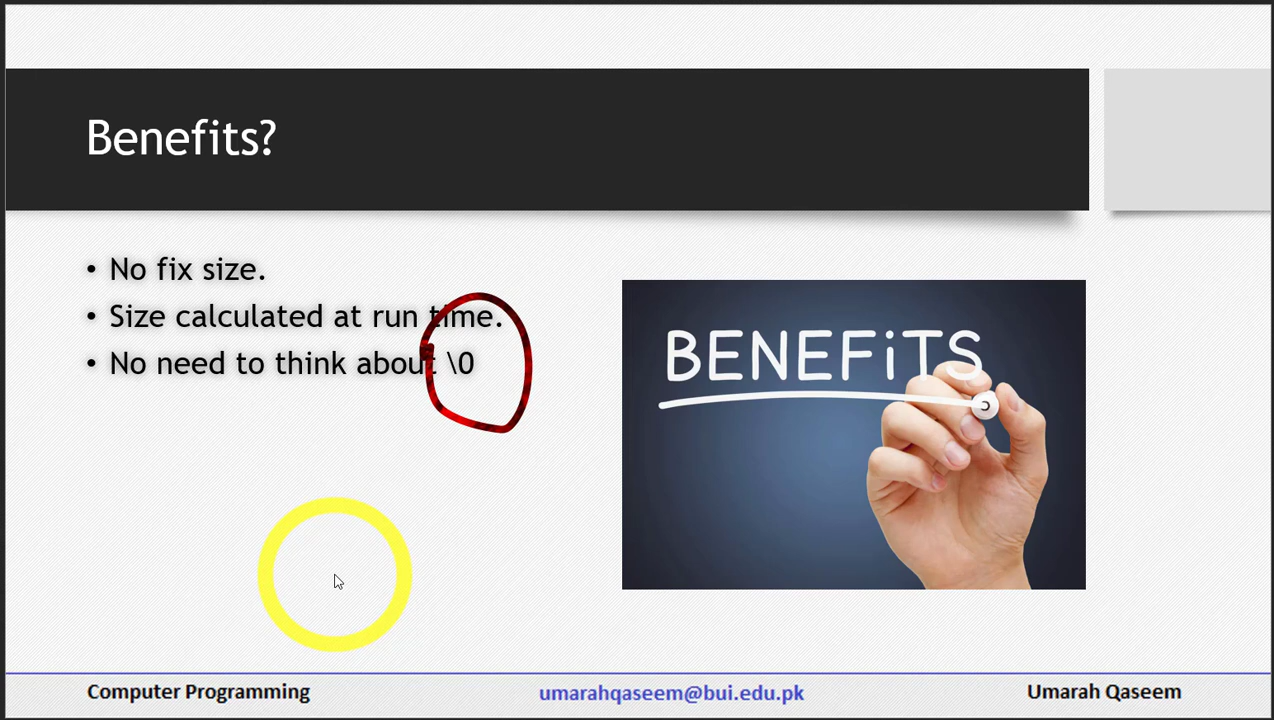 Benefits?
• No fix size.
• Size calculated at run time.
• No need to think about \0
BENEFiTS
Computer Programming
umarahqaseem@bui.edu.pk
Umarah Qaseem